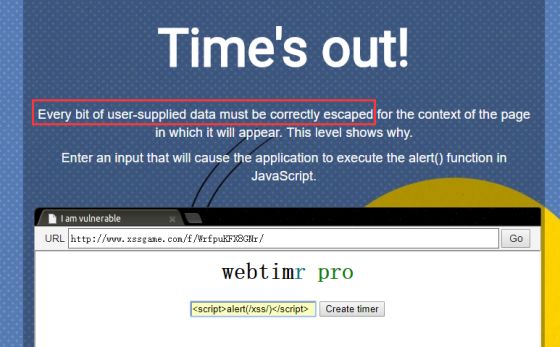 Time's out!
Every bit of user-supplied data must be correctly escaped for the context of the page
in which it will appear. This level shows why.
Enter an input that will cause the application to execute the alert() function in
JavaScript.
I am vulnerable
URL http://www.xssgame.com/f/WrfpuKFX8GNr/ Go
webtimr pro
<script>alert(/xss/)</script> Create timer